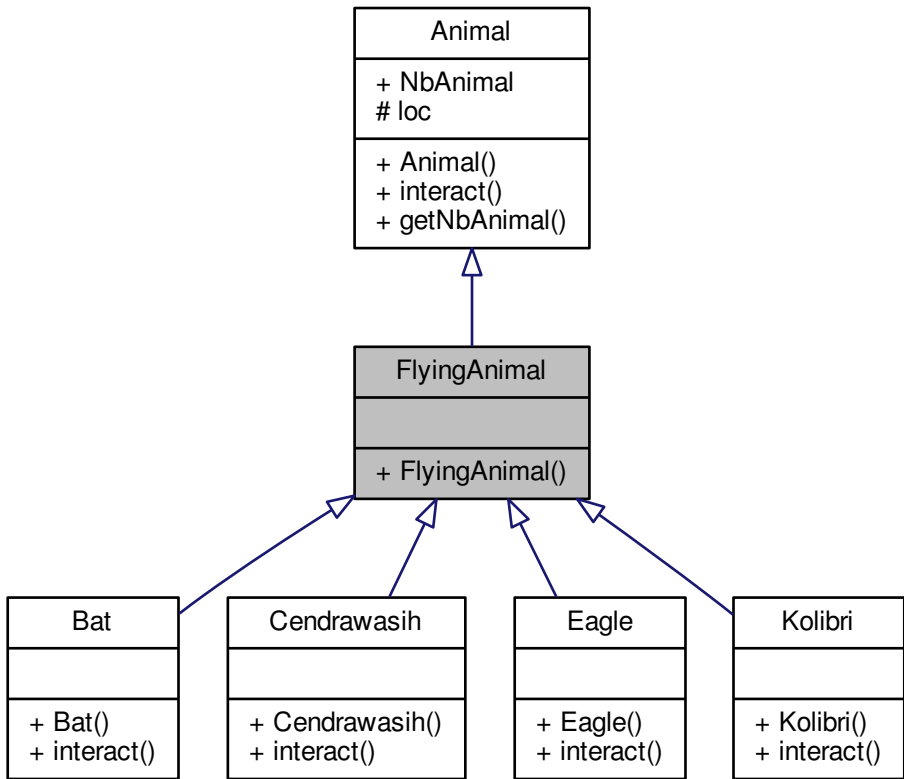 Animal
+ NbAnimal
# loc
+ Animal()
+ interact()
+ getNbAnimal()
FlyingAnimal
+ FlyingAnimal()
Bat
+ Bat()
+ interact()
Cendrawasih
+ Cendrawasih()
+ interact()
Eagle
+ Eagle()
+ interact()
Kolibri
+ Kolibri()
+ interact()